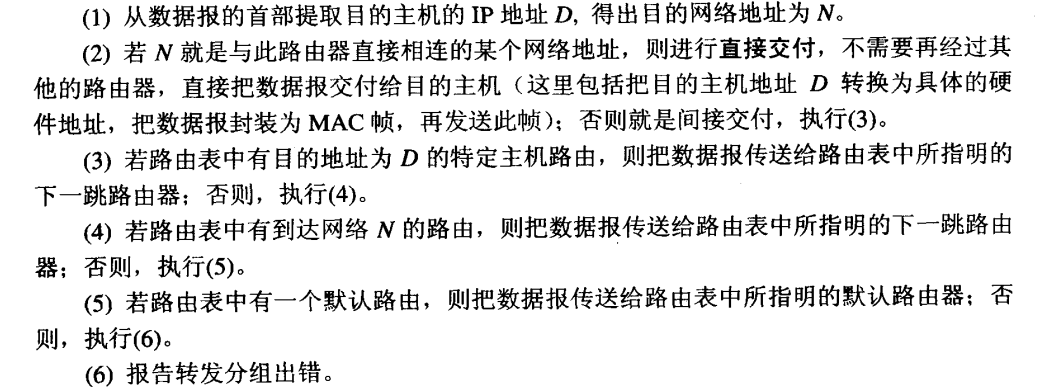 (1) 从数据报的首部提取目的主机的 IP 地址 D, 得出目的网络地址为 N。
(2) 若 N 就是与此路由器直接相连的某个网络地址，则进行直接交付，不需要再经过其
他的路由器，直接把数据报交付给目的主机（这里包括把目的主机地址 D 转换为具体的硬
件地址，把数据报封装为 MAC 帧，再发送此帧）；否则就是间接交付，执行(3)。
(3) 若路由表中有目的地址为 D 的特定主机路由，则把数据报传送给路由表中所指明的
下一跳路由器；否则，执行(4)。
(4) 若路由表中有到达网络 N 的路由，则把数据报传送给路由表中所指明的下一跳路由
器；否则，执行(5)。
(5) 若路由表中有一个默认路由，则把数据报传送给路由表中所指明的默认路由器；否
则，执行(6)。
(6) 报告转发分组出错。